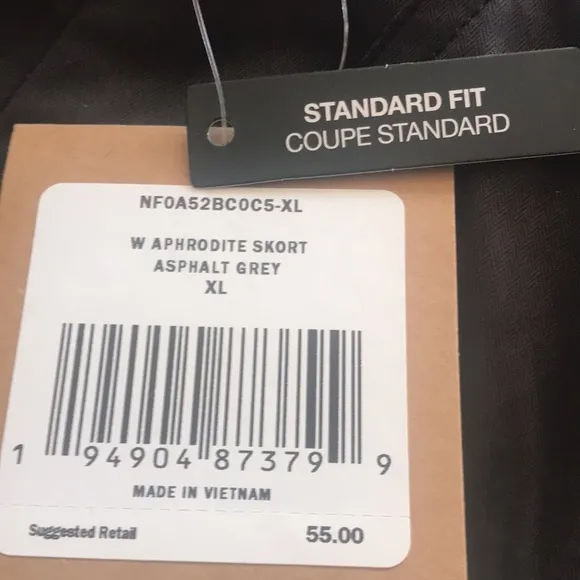 STANDARD FIT
COUPE STANDARD
NF0A52BC0C5-XL
W APHRODITE SKORT
ASPHALT GREY
XL
1 94904 87379 9
MADE IN VIETNAM
Suggested Retail 55.00